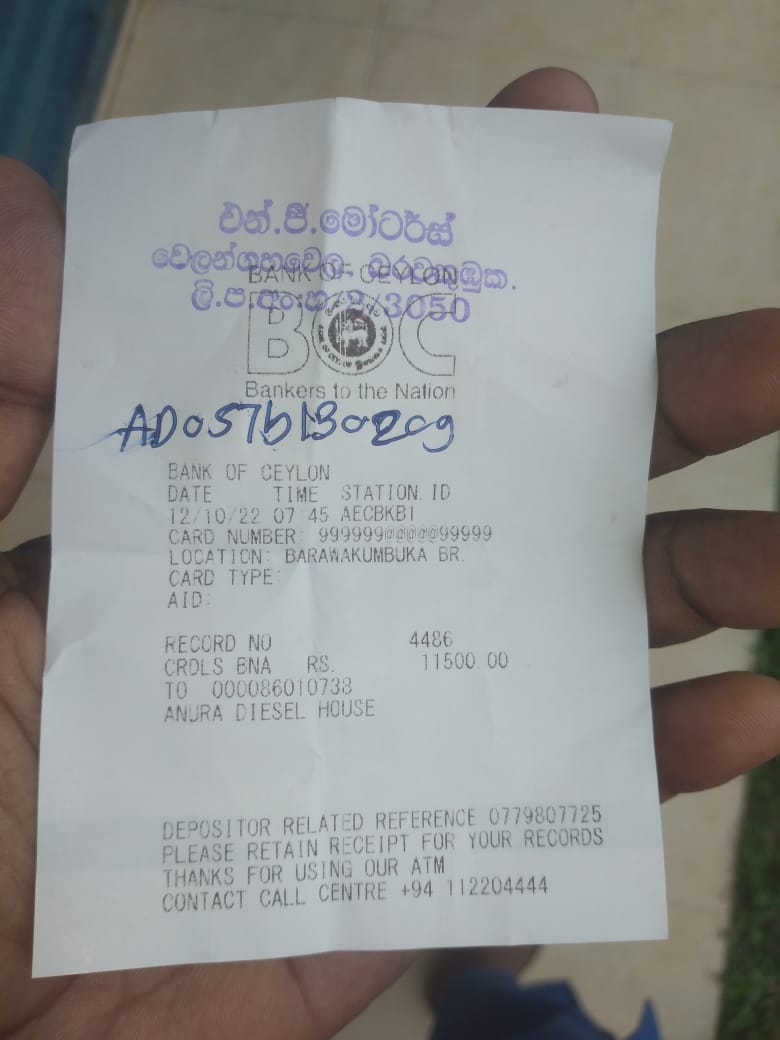 එන්.ජී.මෝටර්ස්
වෙලන්ගහවෙල, බරවකුඹුක.
ලි.ප.අංහ 3050
BANK OF CEYLON
BOC
Bankers to the Nation
BANK OF CEYLON
DATE TIME STATION ID
12/10/22 07 45 AECBKB1
CARD NUMBER: 999999@@@@@99999
LOCATION: BARAWAKUMBUKA BR.
CARD TYPE:
AID:
RECORD NO 4486
CRDLS BNA RS. 11500.00
TO 000086010738
ANURA DIESEL HOUSE
DEPOSITOR RELATED REFERENCE 0779807725
PLEASE RETAIN RECEIPT FOR YOUR RECORDS
THANKS FOR USING OUR ATM
CONTACT CALL CENTRE +94 112204444